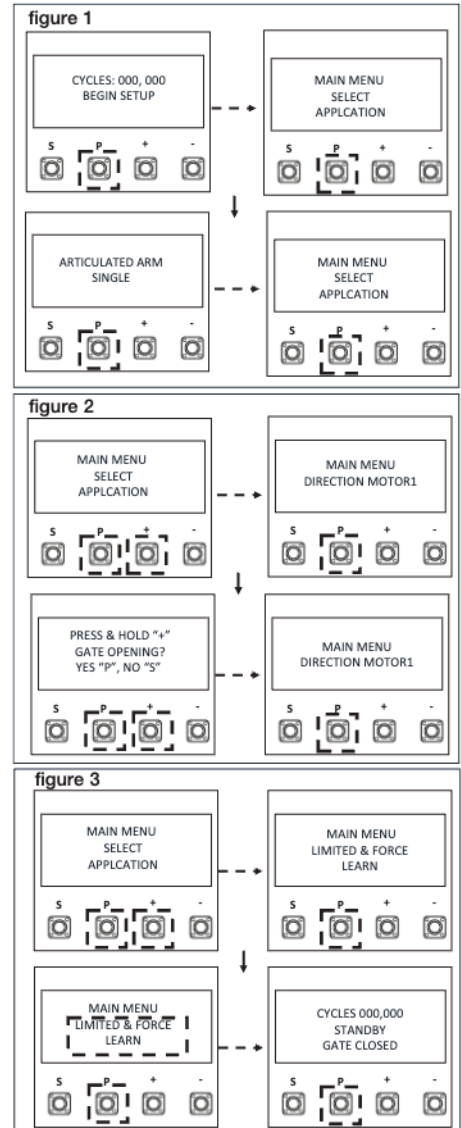 figure 1
CYCLES: 000, 000
BEGIN SETUP
S P + -
MAIN MENU
SELECT
APPLCATION
S P + -
ARTICULATED ARM
SINGLE
S P + -
MAIN MENU
SELECT
APPLCATION
S P + -
figure 2
MAIN MENU
SELECT
APPLCATION
S P + -
MAIN MENU
DIRECTION MOTOR1
S P + -
PRESS & HOLD "+"
GATE OPENING?
YES "P", NO "S"
S P + -
MAIN MENU
DIRECTION MOTOR1
S P + -
figure 3
MAIN MENU
SELECT
APPLCATION
S P + -
MAIN MENU
LIMITED & FORCE
LEARN
S P + -
MAIN MENU
LIMITED & FORCE
LEARN
S P + -
CYCLES 000,000
STANDBY
GATE CLOSED
S P + -